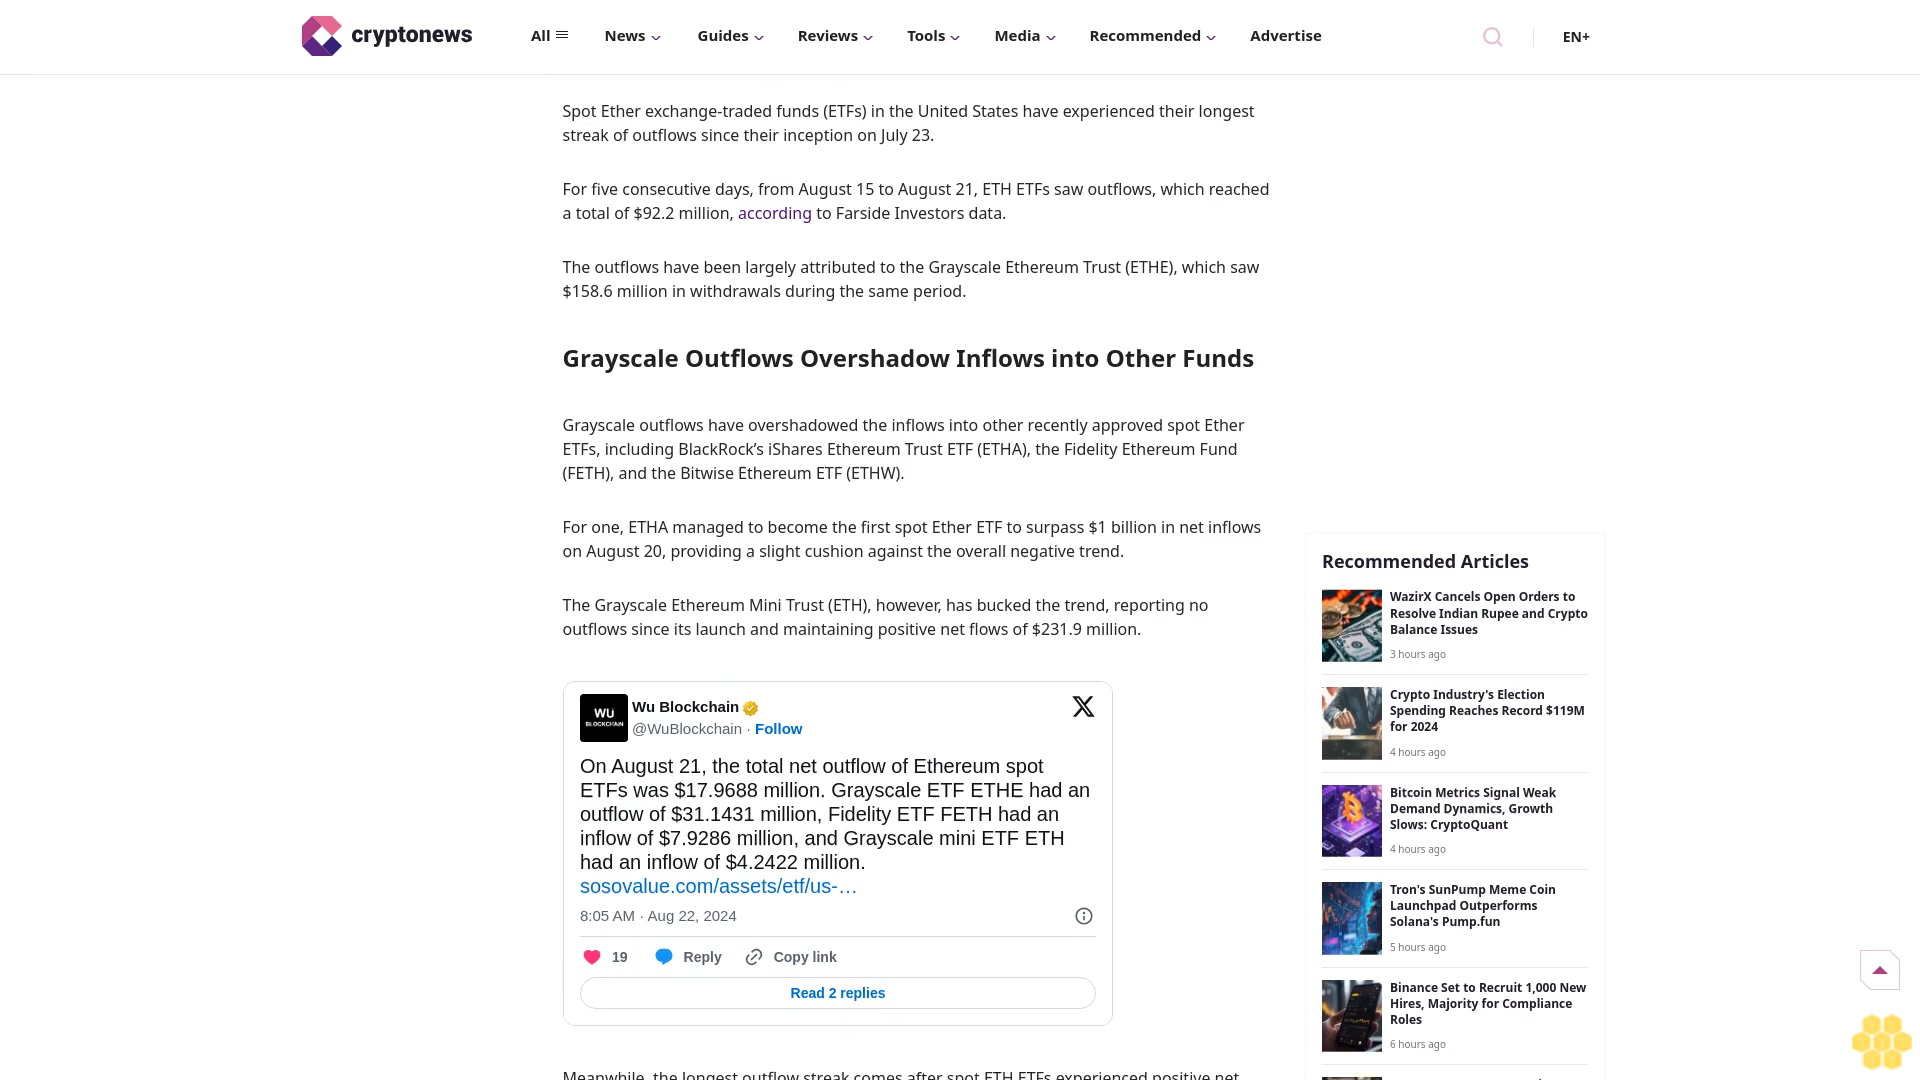 cryptonews
All
News
Guides
Reviews
Tools
Media
Recommended
Advertise
EN+
Spot Ether exchange-traded funds (ETFs) in the United States have experienced their longest
streak of outflows since their inception on July 23.
For five consecutive days, from August 15 to August 21, ETH ETFs saw outflows, which reached
a total of $92.2 million, according to Farside Investors data.
The outflows have been largely attributed to the Grayscale Ethereum Trust (ETHE), which saw
$158.6 million in withdrawals during the same period.
Grayscale Outflows Overshadow Inflows into Other Funds
Grayscale outflows have overshadowed the inflows into other recently approved spot Ether
ETFs, including BlackRock’s iShares Ethereum Trust ETF (ETHA), the Fidelity Ethereum Fund
(FETH), and the Bitwise Ethereum ETF (ETHW).
For one, ETHA managed to become the first spot Ether ETF to surpass $1 billion in net inflows
on August 20, providing a slight cushion against the overall negative trend.
The Grayscale Ethereum Mini Trust (ETH), however, has bucked the trend, reporting no
outflows since its launch and maintaining positive net flows of $231.9 million.
WU
BLOCKCHAIN
Wu Blockchain
@WuBlockchain · Follow
On August 21, the total net outflow of Ethereum spot
ETFs was $17.9688 million. Grayscale ETF ETHE had an
outflow of $31.1431 million, Fidelity ETF FETH had an
inflow of $7.9286 million, and Grayscale mini ETF ETH
had an inflow of $4.2422 million.
sosovalue.com/assets/etf/us-…
8:05 AM · Aug 22, 2024
19
Reply
Copy link
Read 2 replies
Meanwhile, the longest outflow streak comes after spot ETH ETFs experienced positive net
Recommended Articles
WazirX Cancels Open Orders to
Resolve Indian Rupee and Crypto
Balance Issues
3 hours ago
Crypto Industry's Election
Spending Reaches Record $119M
for 2024
4 hours ago
Bitcoin Metrics Signal Weak
Demand Dynamics, Growth
Slows: CryptoQuant
4 hours ago
Tron's SunPump Meme Coin
Launchpad Outperforms
Solana's Pump.fun
5 hours ago
Binance Set to Recruit 1,000 New
Hires, Majority for Compliance
Roles
6 hours ago